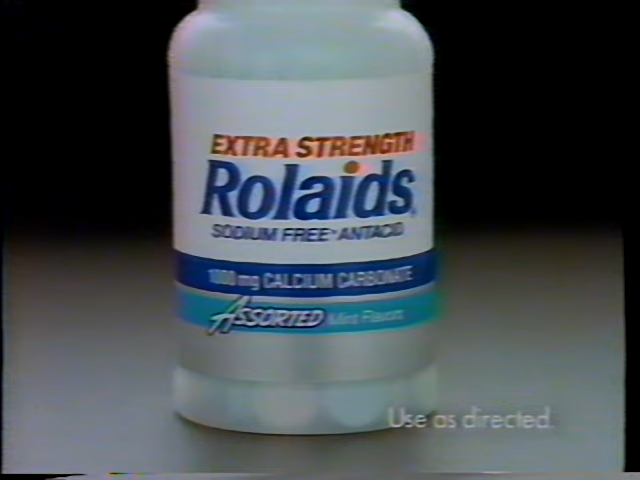 EXTRA STRENGTH
Rolaids
SODIUM FREE* ANTACID
1000 mg CALCIUM CARBONATE
ASSORTED Mint Flavors
Use as directed.